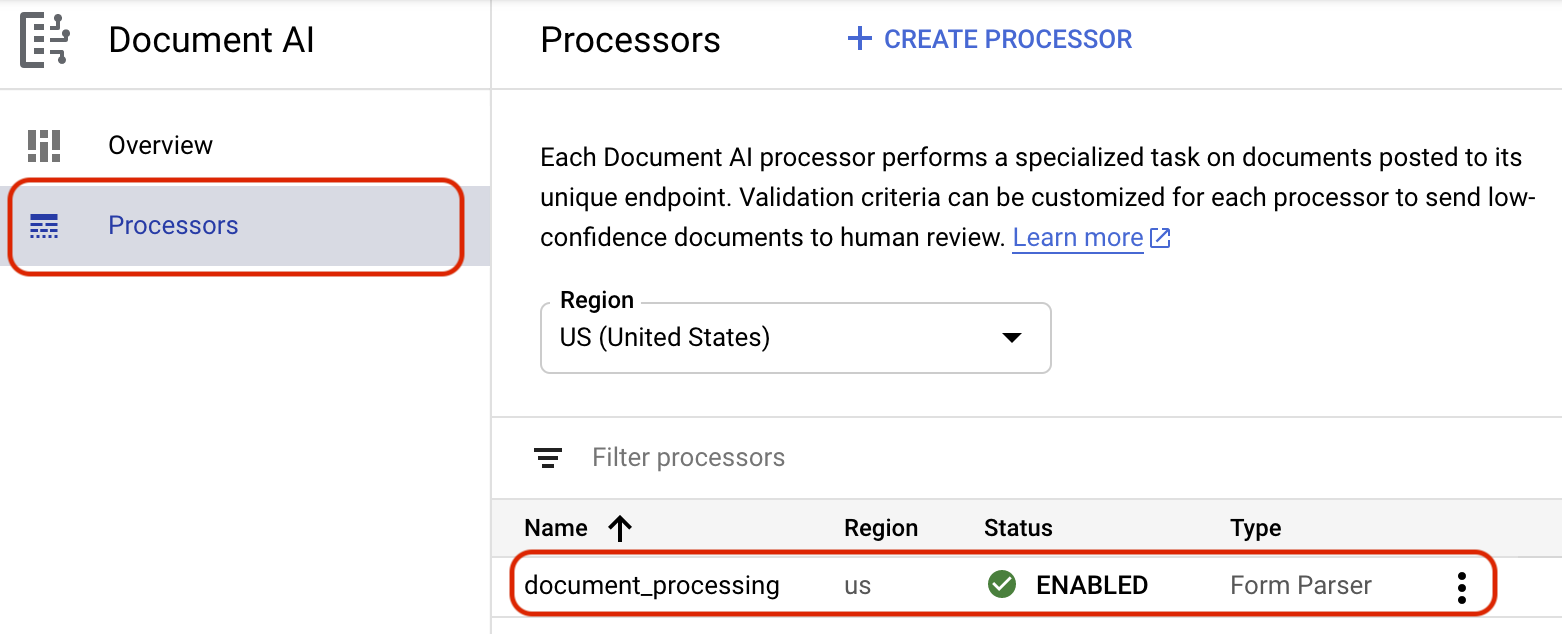 Document AI
Overview
Processors
Processors
CREATE PROCESSOR
Each Document AI processor performs a specialized task on documents posted to its
unique endpoint. Validation criteria can be customized for each processor to send low-
confidence documents to human review. Learn more
Region
US (United States)
Filter processors
Name Region Status Type
document_processing us ENABLED Form Parser